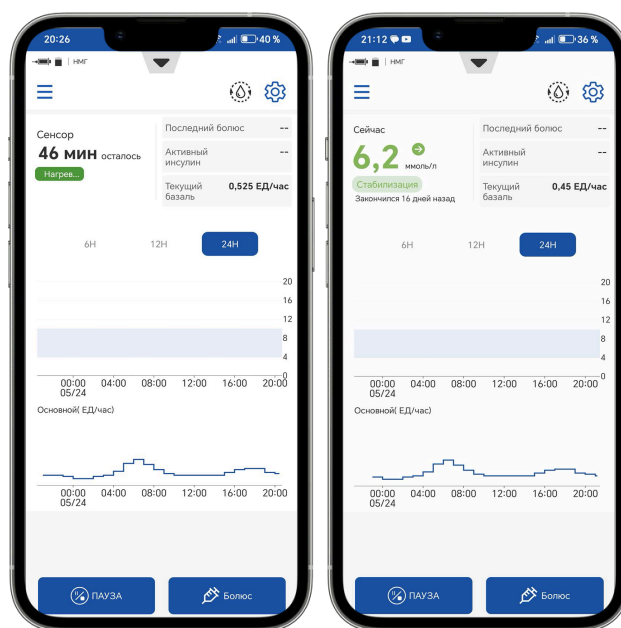 20:26
40 %
НМГ
Сенсор
46 мин осталось
Нагрев...
Последний болюс --
Активный инсулин --
Текущий базаль 0,525 ЕД/час
6H 12H 24H
20
16
12
8
4
0
00:00 04:00 08:00 12:00 16:00 20:00
05/24
Основной( ЕД/час)
00:00 04:00 08:00 12:00 16:00 20:00
05/24
ПАУЗА
Болюс
21:12
36 %
НМГ
Сейчас
6,2 ммоль/л
Стабилизация
Закончился 16 дней назад
Последний болюс --
Активный инсулин --
Текущий базаль 0,45 ЕД/час
6H 12H 24H
20
16
12
8
4
0
00:00 04:00 08:00 12:00 16:00 20:00
05/24
Основной( ЕД/час)
00:00 04:00 08:00 12:00 16:00 20:00
05/24
ПАУЗА
Болюс